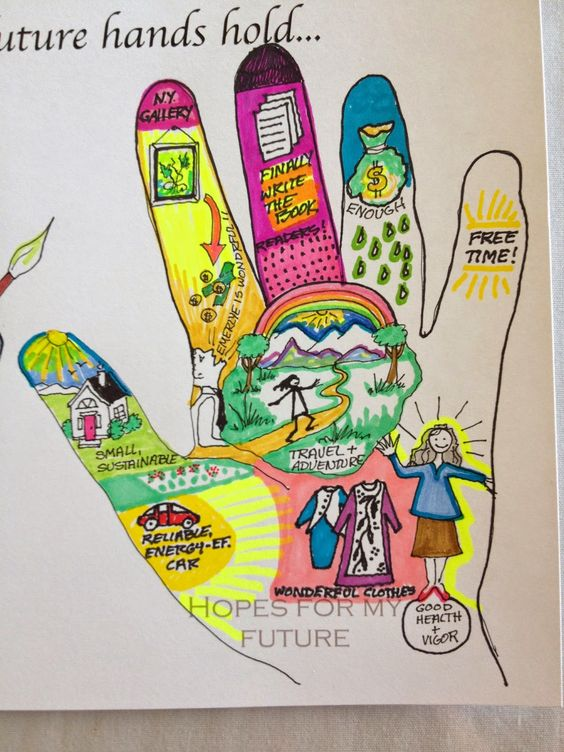 uture hands hold...
N.Y.
GALLERY
FINALLY
WRITE
THE
BOOK
READERS!
$
ENOUGH
FREE
TIME!
EMERLYE IS WONDERFUL!!
SMALL,
SUSTAINABLE
TRAVEL +
ADVENTURE
RELIABLE,
ENERGY-EF.
CAR
WONDERFUL CLOTHES
HOPES FOR MY
FUTURE
GOOD
HEALTH
+
VIGOR